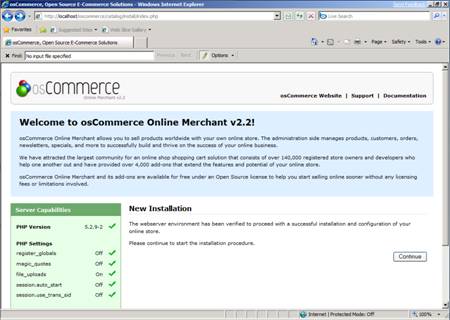 osCommerce, Open Source E-Commerce Solutions - Windows Internet Explorer
http://localhost/oscommerce/catalog/install/index.php
Live Search
Favorites
Suggested Sites
Web Slice Gallery
osCommerce, Open Source E-Commerce Solutions
Page
Safety
Tools
Find: No input file specified
Previous
Next
Options
osCommerce
Online Merchant v2.2
osCommerce Website | Support | Documentation
Welcome to osCommerce Online Merchant v2.2!
osCommerce Online Merchant allows you to sell products worldwide with your own online store. The administration side manages products, customers, orders,
newsletters, specials, and more to successfully build and thrive on the success of your online business.
We have attracted the largest community for an online shop shopping cart solution that consists of over 140,000 registered store owners and developers who
help one another out and have provided over 4,000 add-ons that extend the features and potential of your online store.
osCommerce Online Merchant and its add-ons are available for free under an Open Source license to help you start selling online sooner without any licensing
fees or limitations involved.
Server Capabilities
PHP Version 5.2.9-2
PHP Settings
register_globals Off
magic_quotes Off
file_uploads On
session.auto_start Off
session.use_trans_sid Off
New Installation
The webserver environment has been verified to proceed with a successful installation and configuration of your
online store.
Please continue to start the installation procedure.
Continue
Internet | Protected Mode: Off
100%